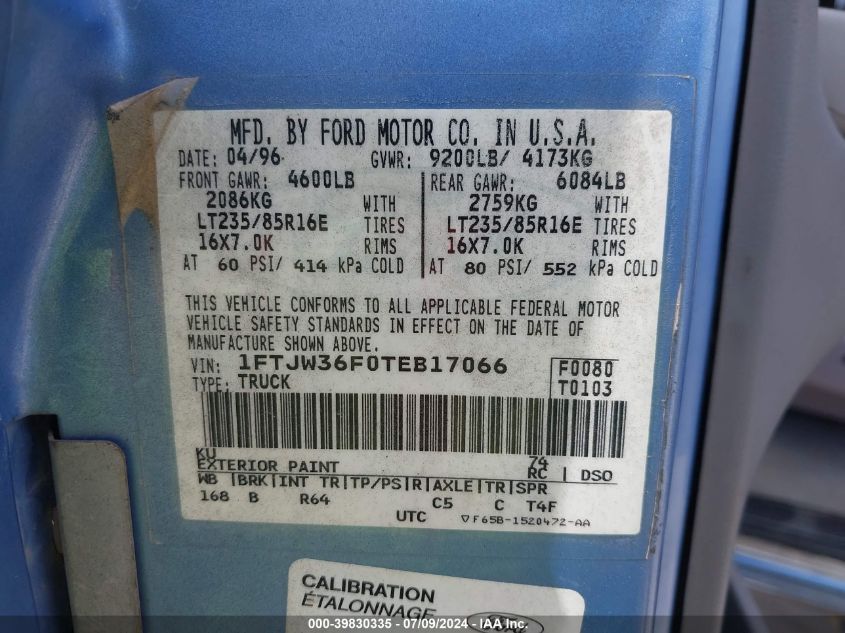 MFD. BY FORD MOTOR CO. IN U.S.A.
DATE: 04/96 GVWR: 9200LB/ 4173KG
FRONT GAWR: 4600LB REAR GAWR: 6084LB
2086KG WITH 2759KG WITH
LT235/85R16E TIRES LT235/85R16E TIRES
16X7.0K RIMS 16X7.0K RIMS
AT 60 PSI/ 414 kPa COLD AT 80 PSI/ 552 kPa COLD
THIS VEHICLE CONFORMS TO ALL APPLICABLE FEDERAL MOTOR
VEHICLE SAFETY STANDARDS IN EFFECT ON THE DATE OF
MANUFACTURE SHOWN ABOVE.
VIN: 1FTJW36F0TEB17066 F0080
TYPE: TRUCK T0103
KU 74
EXTERIOR PAINT RC DSO
WB BRK INT TR TP/PS R AXLE TR SPR
168 B R64 C5 C T4F
UTC ▽F65B-1520472-AA
CALIBRATION
ÉTALONNAGE
Ford
000-39830335 - 07/09/2024 - IAA Inc.